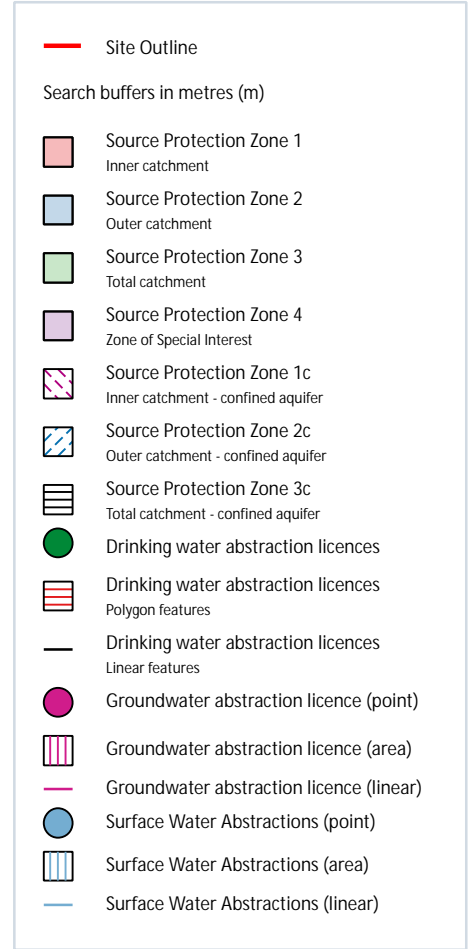 Site Outline
Search buffers in metres (m)
Source Protection Zone 1
Inner catchment
Source Protection Zone 2
Outer catchment
Source Protection Zone 3
Total catchment
Source Protection Zone 4
Zone of Special Interest
Source Protection Zone 1c
Inner catchment - confined aquifer
Source Protection Zone 2c
Outer catchment - confined aquifer
Source Protection Zone 3c
Total catchment - confined aquifer
Drinking water abstraction licences
Drinking water abstraction licences
Polygon features
Drinking water abstraction licences
Linear features
Groundwater abstraction licence (point)
Groundwater abstraction licence (area)
Groundwater abstraction licence (linear)
Surface Water Abstractions (point)
Surface Water Abstractions (area)
Surface Water Abstractions (linear)